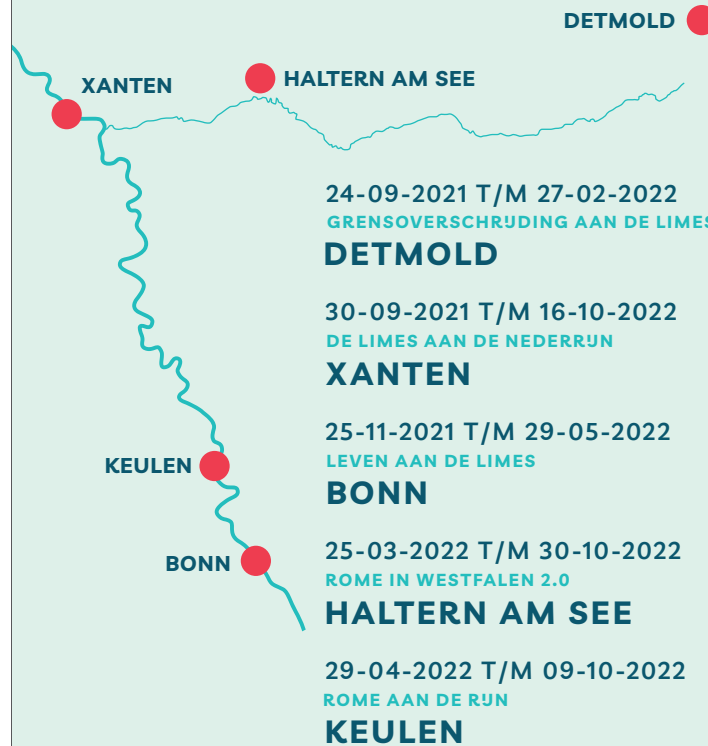 DETMOLD
XANTEN
HALTERN AM SEE
24-09-2021 T/M 27-02-2022
GRENSOVERSCHRIJDING AAN DE LIMES
DETMOLD
30-09-2021 T/M 16-10-2022
DE LIMES AAN DE NEDERRIJN
XANTEN
25-11-2021 T/M 29-05-2022
LEVEN AAN DE LIMES
KEULEN
BONN
25-03-2022 T/M 30-10-2022
BONN
ROME IN WESTFALEN 2.0
HALTERN AM SEE
29-04-2022 T/M 09-10-2022
ROME AAN DE RIJN
KEULEN